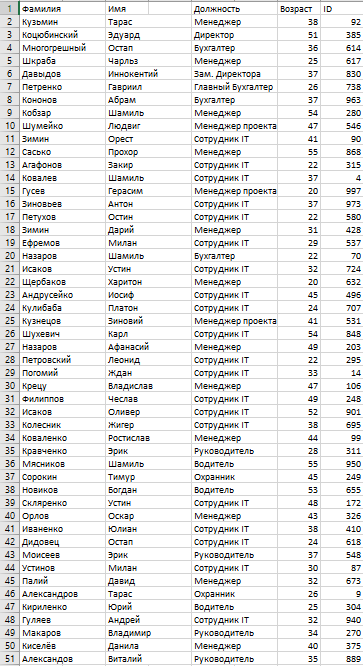 1 Фамилия Имя Должность Возраст ID
2 Кузьмин Тарас Менеджер 38 92
3 Коцюбинский Эдуард Директор 51 385
4 Многогрешный Остап Бухгалтер 36 614
5 Шкраба Чарльз Менеджер 25 617
6 Давыдов Иннокентий Зам. Директора 37 830
7 Петренко Гавриил Главный Бухгалтер 26 738
8 Кононов Абрам Бухгалтер 37 963
9 Кобзар Шамиль Менеджер 54 280
10 Шумейко Людвиг Менеджер проекта 47 546
11 Зимин Орест Сотрудник IT 41 90
12 Сасько Прохор Менеджер 55 868
13 Агафонов Закир Сотрудник IT 22 315
14 Ковалев Шамиль Сотрудник IT 37 4
15 Гусев Герасим Менеджер проекта 20 997
16 Зиновьев Антон Сотрудник IT 37 973
17 Петухов Остин Сотрудник IT 22 580
18 Зимин Дарий Менеджер 31 428
19 Ефремов Милан Сотрудник IT 29 537
20 Назаров Шамиль Бухгалтер 22 70
21 Исаков Устин Сотрудник IT 32 724
22 Щербаков Харитон Менеджер 20 632
23 Андрусейко Иосиф Сотрудник IT 45 496
24 Кулибаба Платон Сотрудник IT 24 707
25 Кузнецов Зиновий Менеджер проекта 41 531
26 Шухевич Карл Сотрудник IT 54 848
27 Назаров Афанасий Менеджер 49 203
28 Петровский Леонид Сотрудник IT 22 295
29 Погомий Ждан Сотрудник IT 33 14
30 Крецу Владислав Менеджер 47 106
31 Филиппов Чеслав Сотрудник IT 49 248
32 Исаков Оливер Сотрудник IT 52 901
33 Колесник Жигер Сотрудник IT 38 695
34 Коваленко Ростислав Менеджер 44 99
35 Кравченко Эрик Руководитель 28 311
36 Мясников Шамиль Водитель 55 950
37 Сорокин Тимур Охранник 45 249
38 Новиков Богдан Водитель 53 655
39 Скляренко Устин Сотрудник IT 48 172
40 Орлов Оскар Менеджер 43 326
41 Иваненко Юлиан Сотрудник IT 38 410
42 Дидовец Остап Сотрудник IT 24 618
43 Моисеев Эрик Руководитель 37 548
44 Устинов Милан Сотрудник IT 30 87
45 Палий Давид Менеджер 32 673
46 Александров Тарас Охранник 26 9
47 Кириленко Юрий Водитель 25 304
48 Гуляев Андрей Сотрудник IT 32 940
49 Макаров Владимир Руководитель 34 270
50 Киселёв Данила Менеджер 40 375
51 Александов Виталий Руководитель 35 889